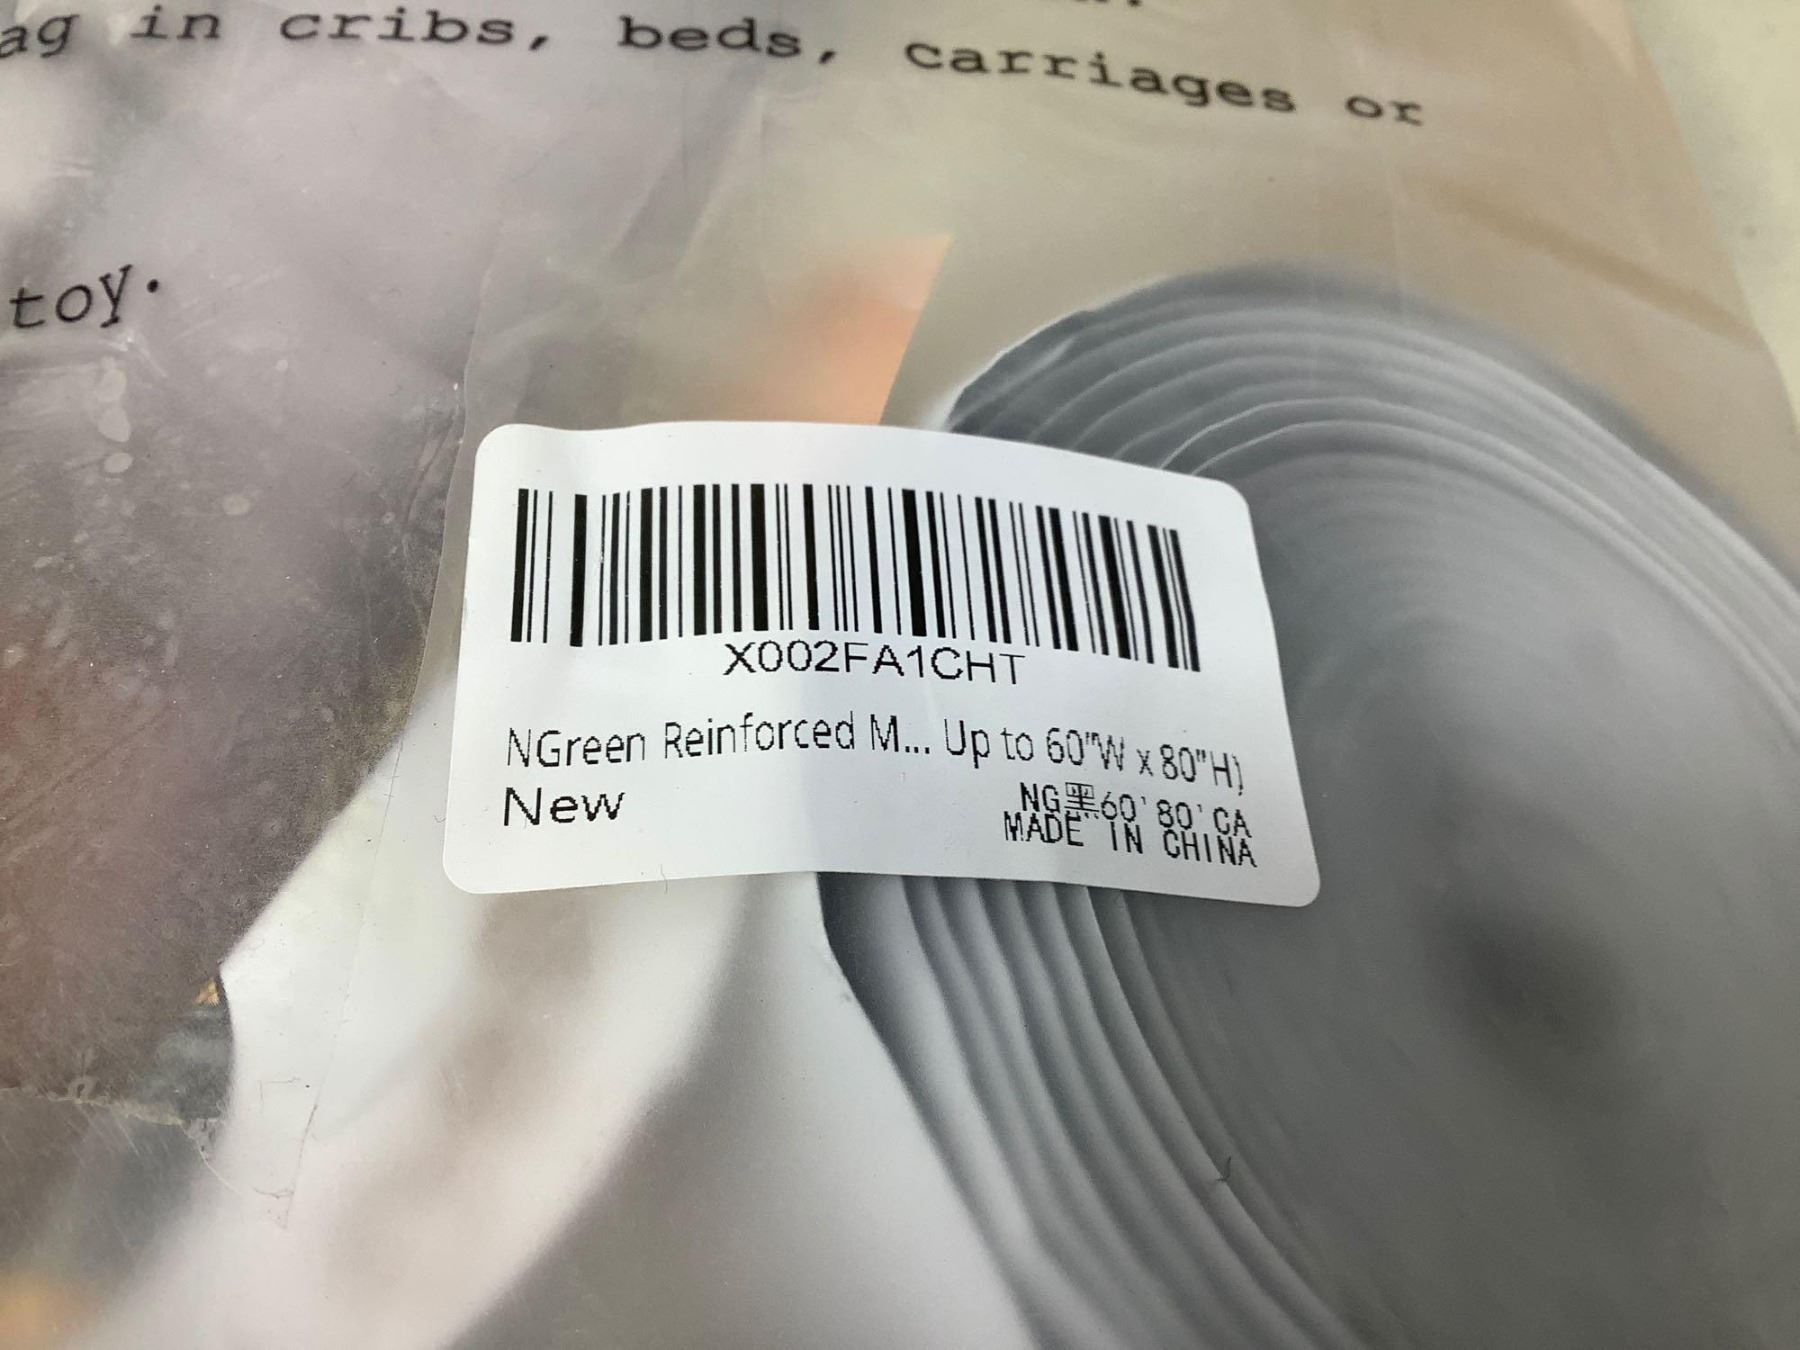 ag in cribs, beds, carriages or
toy.
X002FA1CHT
NGreen Reinforced M... Up to 60"W x 80"H)
New
NG黑60'80'CA
MADE IN CHINA